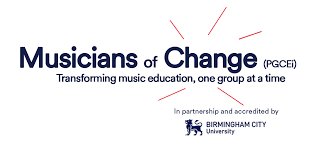 Musicians of Change (PGCEi)
Transforming music education, one group at a time
In partnership and accredited by
BIRMINGHAM CITY
University